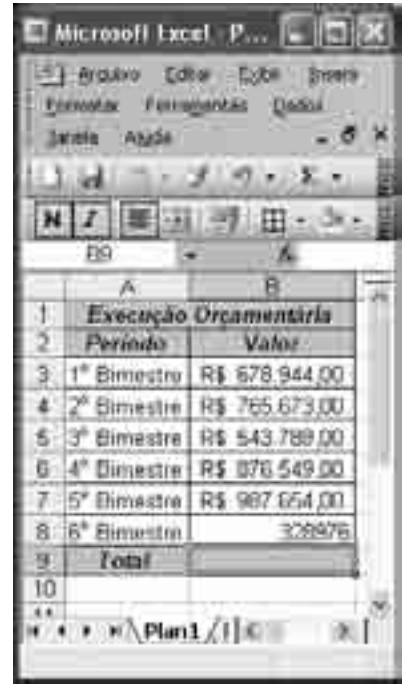 Microsoft Excel - P...
Arquivo Editar Exibir Inserir
Formatar Ferramentas Dados
Janela Ajuda
N I
B9
A B
1 Execução Orçamentária
2 Período Valor
3 1º Bimestre R$ 678.944,00
4 2º Bimestre R$ 765.673,00
5 3º Bimestre R$ 543.789,00
6 4º Bimestre R$ 876.549,00
7 5º Bimestre R$ 987.654,00
8 6º Bimestre 328976
9 Total
10
Plan1